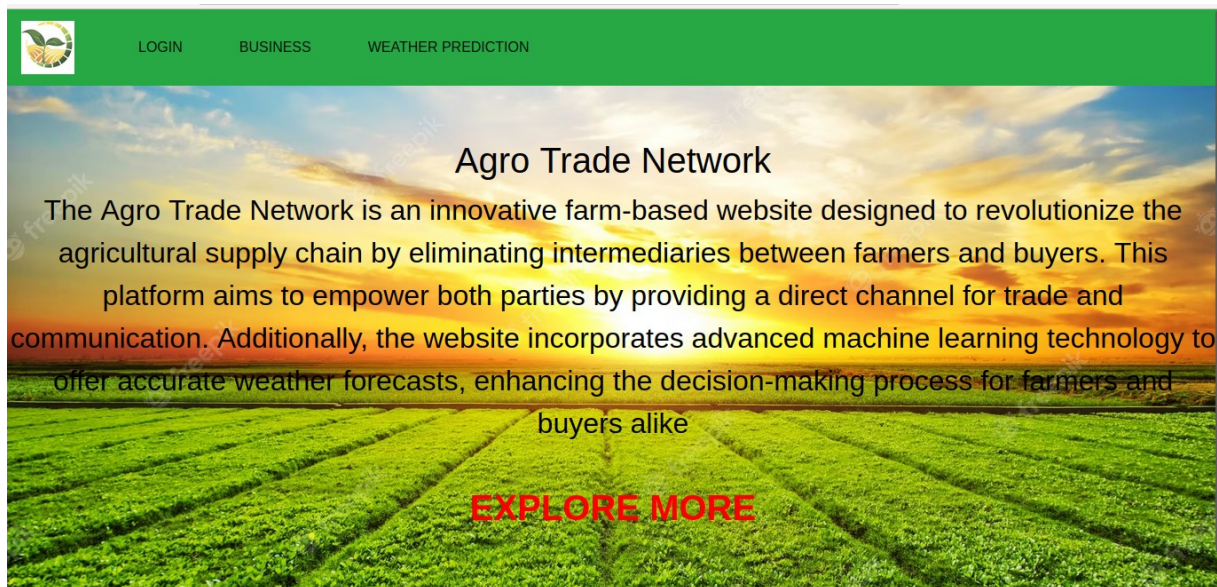 LOGIN BUSINESS WEATHER PREDICTION
Agro Trade Network
The Agro Trade Network is an innovative farm-based website designed to revolutionize the
agricultural supply chain by eliminating intermediaries between farmers and buyers. This
platform aims to empower both parties by providing a direct channel for trade and
communication. Additionally, the website incorporates advanced machine learning technology to
offer accurate weather forecasts, enhancing the decision-making process for farmers and
buyers alike
EXPLORE MORE